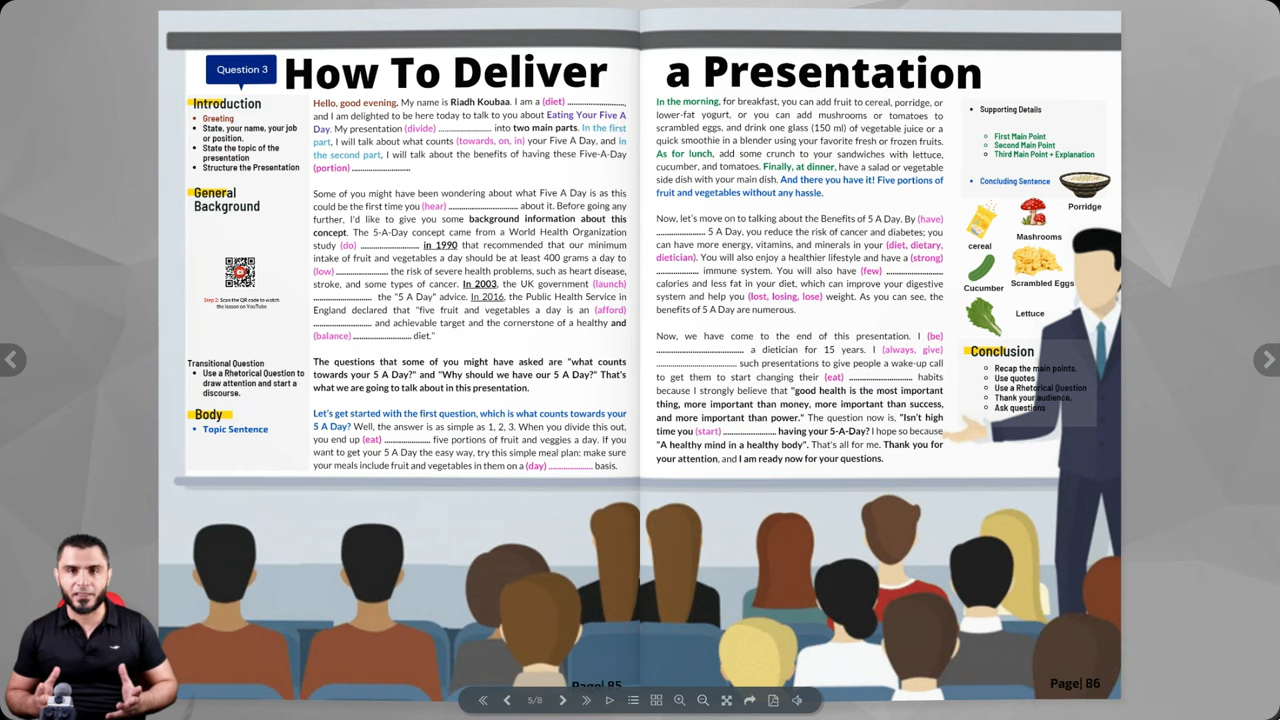 Question 3
How To Deliver a Presentation
Introduction
• Greeting
• State, your name, your job
or position.
• State the topic of the
presentation
• Structure the Presentation
General
Background
Step 2: Scan the QR code to watch
the lesson on YouTube
Transitional Question
• Use a Rhetorical Question to
draw attention and start a
discourse.
Body
• Topic Sentence
Hello, good evening. My name is Riadh Koubaa. I am a (diet) ....................,
and I am delighted to be here today to talk to you about Eating Your Five A
Day. My presentation (divide) .................... into two main parts. In the first
part, I will talk about what counts (towards, on, in) your Five A Day, and in
the second part, I will talk about the benefits of having these Five-A-Day
(portion) ....................
Some of you might have been wondering about what Five A Day is as this
could be the first time you (hear) .................... about it. Before going any
further, I'd like to give you some background information about this
concept. The 5-A-Day concept came from a World Health Organization
study (do) .................... in 1990 that recommended that our minimum
intake of fruit and vegetables a day should be at least 400 grams a day to
(low) .................... the risk of severe health problems, such as heart disease,
stroke, and some types of cancer. In 2003, the UK government (launch)
.................... the "5 A Day" advice. In 2016, the Public Health Service in
England declared that "five fruit and vegetables a day is an (afford)
.................... and achievable target and the cornerstone of a healthy and
(balance) .................... diet."
The questions that some of you might have asked are "what counts
towards your 5 A Day?" and "Why should we have our 5 A Day?" That's
what we are going to talk about in this presentation.
Let's get started with the first question, which is what counts towards your
5 A Day? Well, the answer is as simple as 1, 2, 3. When you divide this out,
you end up (eat) .................... five portions of fruit and veggies a day. If you
want to get your 5 A Day the easy way, try this simple meal plan: make sure
your meals include fruit and vegetables in them on a (day) .................... basis.
In the morning, for breakfast, you can add fruit to cereal, porridge, or
lower-fat yogurt, or you can add mushrooms or tomatoes to
scrambled eggs, and drink one glass (150 ml) of vegetable juice or a
quick smoothie in a blender using your favorite fresh or frozen fruits.
As for lunch, add some crunch to your sandwiches with lettuce,
cucumber, and tomatoes. Finally, at dinner, have a salad or vegetable
side dish with your main dish. And there you have it! Five portions of
fruit and vegetables without any hassle.
Now, let's move on to talking about the Benefits of 5 A Day. By (have)
.................... 5 A Day, you reduce the risk of cancer and diabetes; you
can have more energy, vitamins, and minerals in your (diet, dietary,
dietician). You will also enjoy a healthier lifestyle and have a (strong)
.................... immune system. You will also have (few) ....................
calories and less fat in your diet, which can improve your digestive
system and help you (lost, losing, lose) weight. As you can see, the
benefits of 5 A Day are numerous.
Now, we have come to the end of this presentation. I (be)
.................... a dietician for 15 years. I (always, give)
.................... such presentations to give people a wake-up call
to get them to start changing their (eat) .................... habits
because I strongly believe that "good health is the most important
thing, more important than money, more important than success,
and more important than power." The question now is, "Isn't high
time you (start) .................... having your 5-A-Day? I hope so because
"A healthy mind in a healthy body". That's all for me. Thank you for
your attention, and I am ready now for your questions.
• Supporting Details
○ First Main Point
○ Second Main Point
○ Third Main Point + Explanation
• Concluding Sentence
Porridge
cereal
Mashrooms
Cucumber
Scrambled Eggs
Lettuce
Conclusion
○ Recap the main points.
○ Use quotes
○ Use a Rhetorical Question
○ Thank your audience.
○ Ask questions
Page| 85
Page| 86
5/8